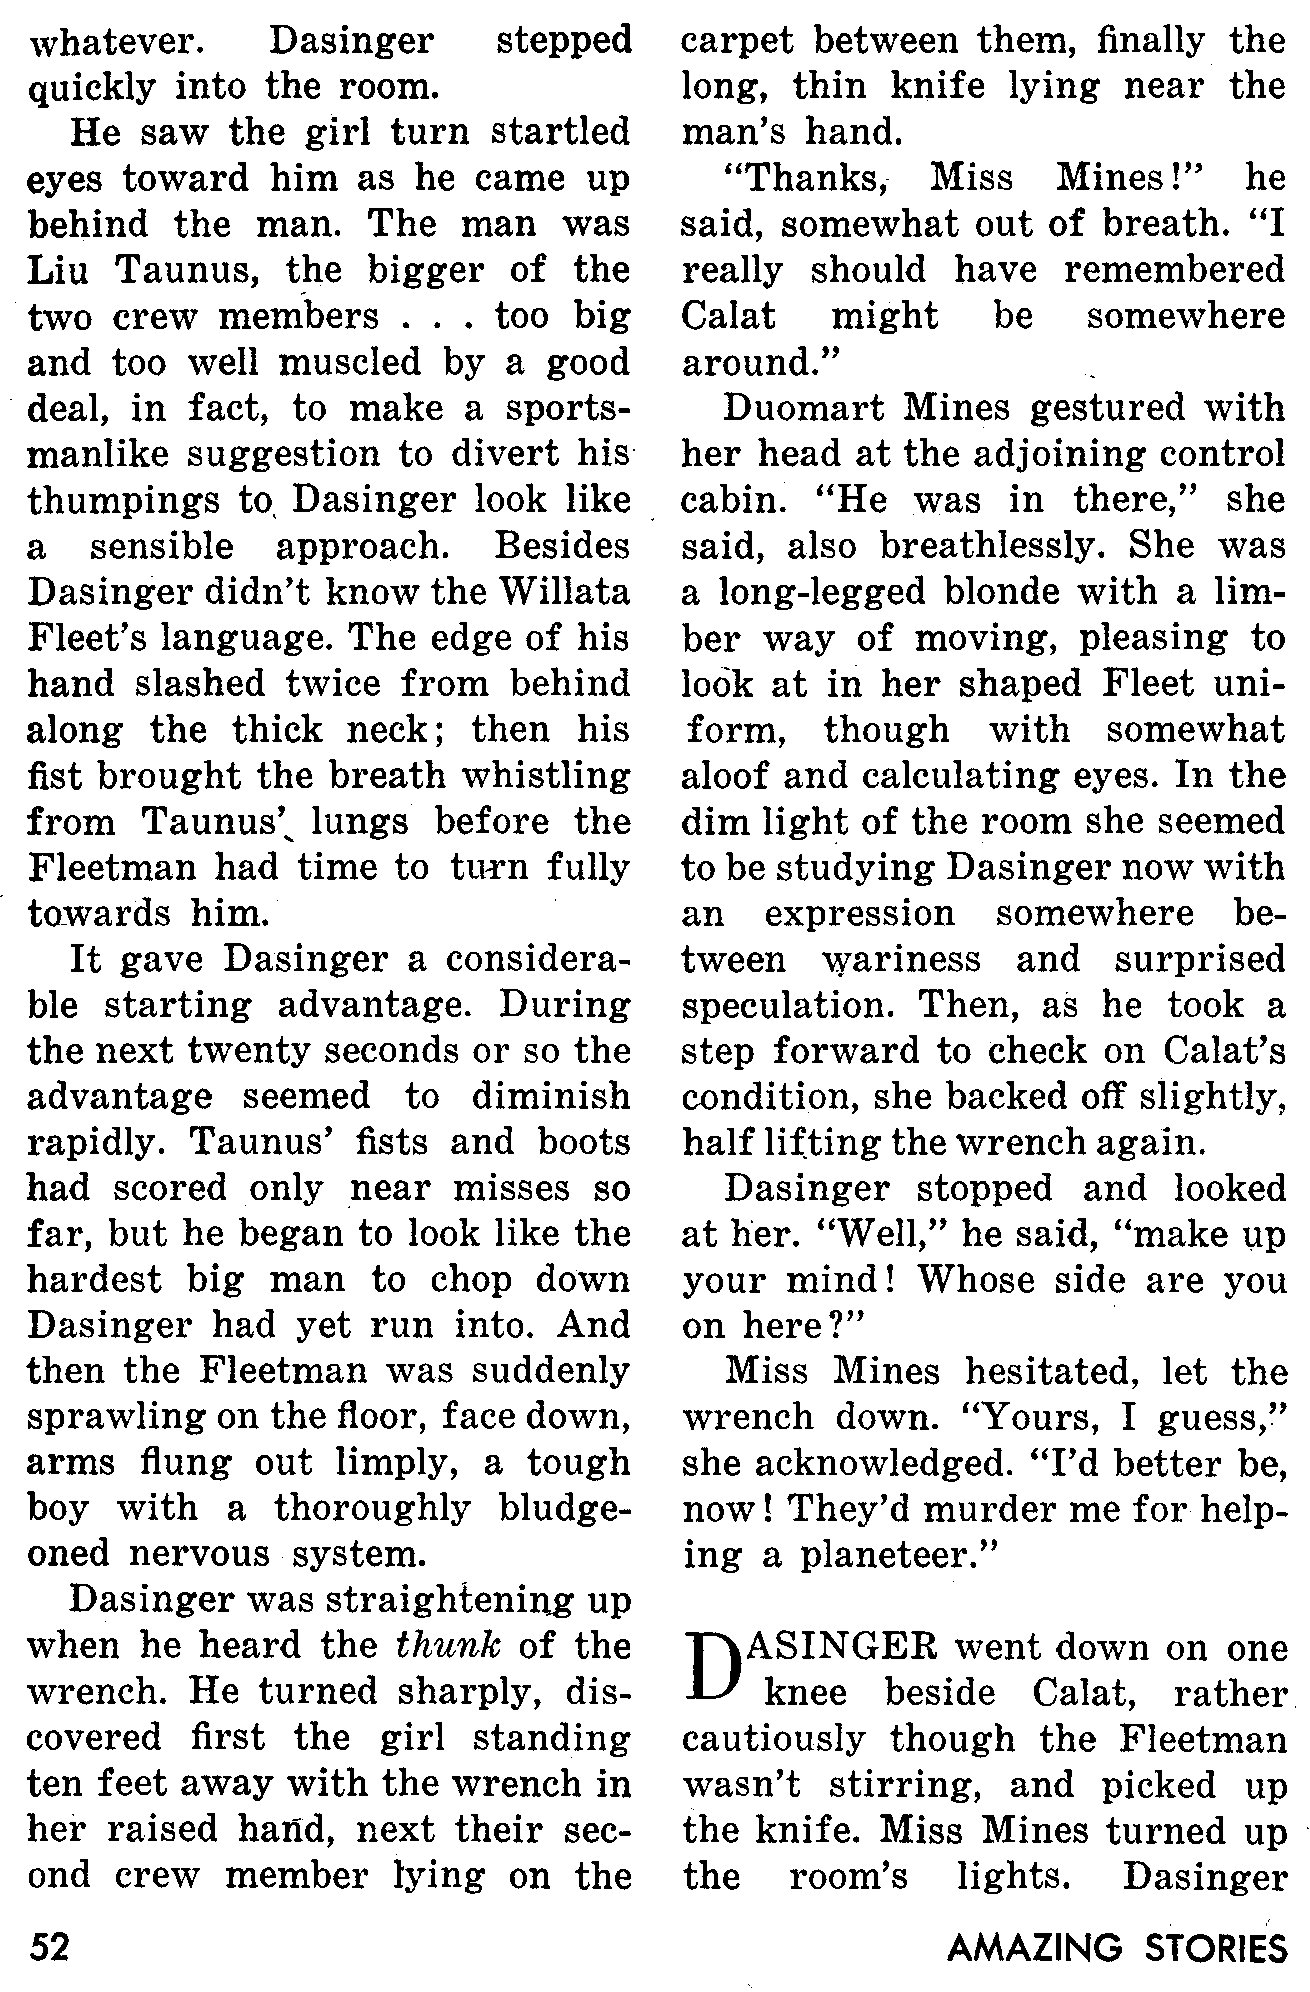 whatever. Dasinger stepped
quickly into the room.
He saw the girl turn startled
eyes toward him as he came up
behind the man. The man was
Liu Taunus, the bigger of the
two crew members . . . too big
and too well muscled by a good
deal, in fact, to make a sports-
manlike suggestion to divert his
thumpings to Dasinger look like
a sensible approach. Besides
Dasinger didn't know the Willata
Fleet's language. The edge of his
hand slashed twice from behind
along the thick neck; then his
fist brought the breath whistling
from Taunus' lungs before the
Fleetman had time to turn fully
towards him.
It gave Dasinger a considera-
ble starting advantage. During
the next twenty seconds or so the
advantage seemed to diminish
rapidly. Taunus' fists and boots
had scored only near misses so
far, but he began to look like the
hardest big man to chop down
Dasinger had yet run into. And
then the Fleetman was suddenly
sprawling on the floor, face down,
arms flung out limply, a tough
boy with a thoroughly bludge-
oned nervous system.
Dasinger was straightening up
when he heard the thunk of the
wrench. He turned sharply, dis-
covered first the girl standing
ten feet away with the wrench in
her raised hand, next their sec-
ond crew member lying on the
carpet between them, finally the
long, thin knife lying near the
man's hand.
"Thanks, Miss Mines!" he
said, somewhat out of breath. "I
really should have remembered
Calat might be somewhere
around."
Duomart Mines gestured with
her head at the adjoining control
cabin. "He was in there," she
said, also breathlessly. She was
a long-legged blonde with a lim-
ber way of moving, pleasing to
look at in her shaped Fleet uni-
form, though with somewhat
aloof and calculating eyes. In the
dim light of the room she seemed
to be studying Dasinger now with
an expression somewhere be-
tween wariness and surprised
speculation. Then, as he took a
step forward to check on Calat's
condition, she backed off slightly,
half lifting the wrench again.
Dasinger stopped and looked
at her. "Well," he said, "make up
your mind! Whose side are you
on here?"
Miss Mines hesitated, let the
wrench down. "Yours, I guess,"
she acknowledged. "I'd better be,
now! They'd murder me for help-
ing a planeteer."
DASINGER went down on one
knee beside Calat, rather
cautiously though the Fleetman
wasn't stirring, and picked up
the knife. Miss Mines turned up
the room's lights. Dasinger
52
AMAZING STORIES